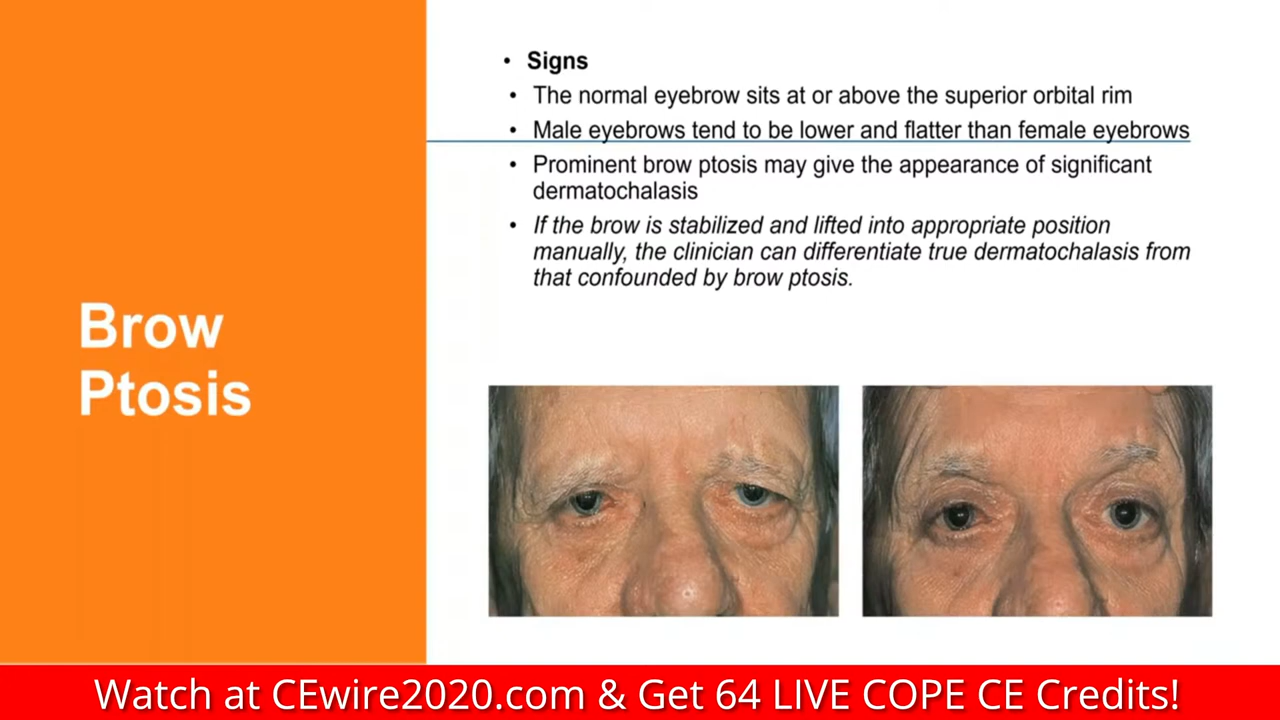 Brow
Ptosis
• Signs
• The normal eyebrow sits at or above the superior orbital rim
• Male eyebrows tend to be lower and flatter than female eyebrows
• Prominent brow ptosis may give the appearance of significant
dermatochalasis
• If the brow is stabilized and lifted into appropriate position
manually, the clinician can differentiate true dermatochalasis from
that confounded by brow ptosis.
Watch at CEwire2020.com & Get 64 LIVE COPE CE Credits!